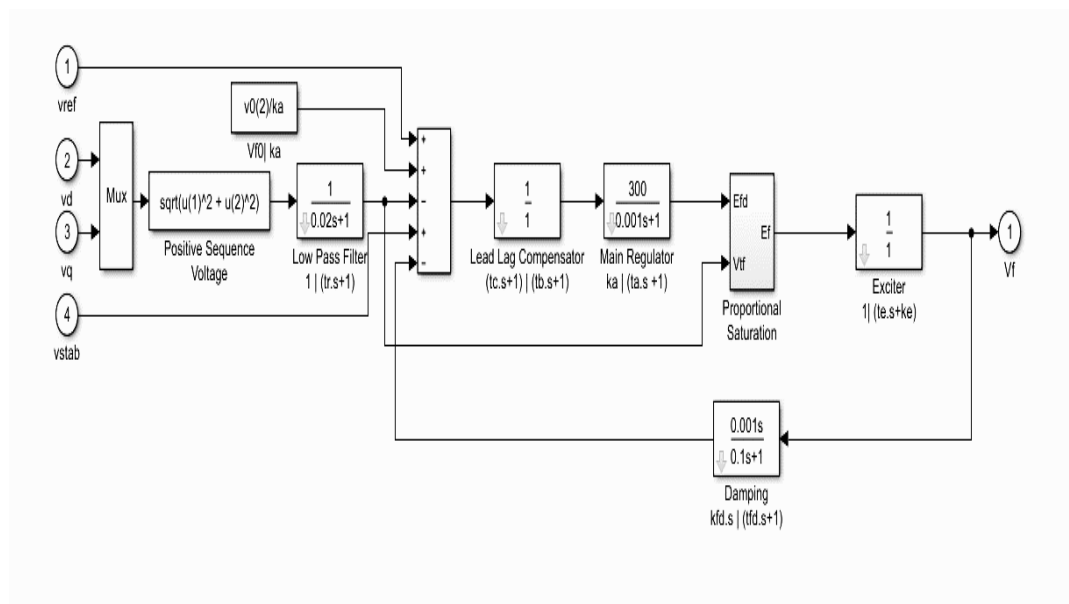 1
vref
v0(2)/ka
Vf0| ka
2
vd
3
vq
Mux
sqrt(u(1)^2 + u(2)^2)
Positive Sequence
Voltage
1
0.02s+1
Low Pass Filter
1 | (tr.s+1)
4
vstab
+
+
−
+
−
1
1
Lead Lag Compensator
(tc.s+1) | (tb.s+1)
300
0.001s+1
Main Regulator
ka | (ta.s +1)
Efd
Ef
Vtf
Proportional
Saturation
1
1
Exciter
1| (te.s+ke)
1
Vf
0.001s
0.1s+1
Damping
kfd.s | (tfd.s+1)